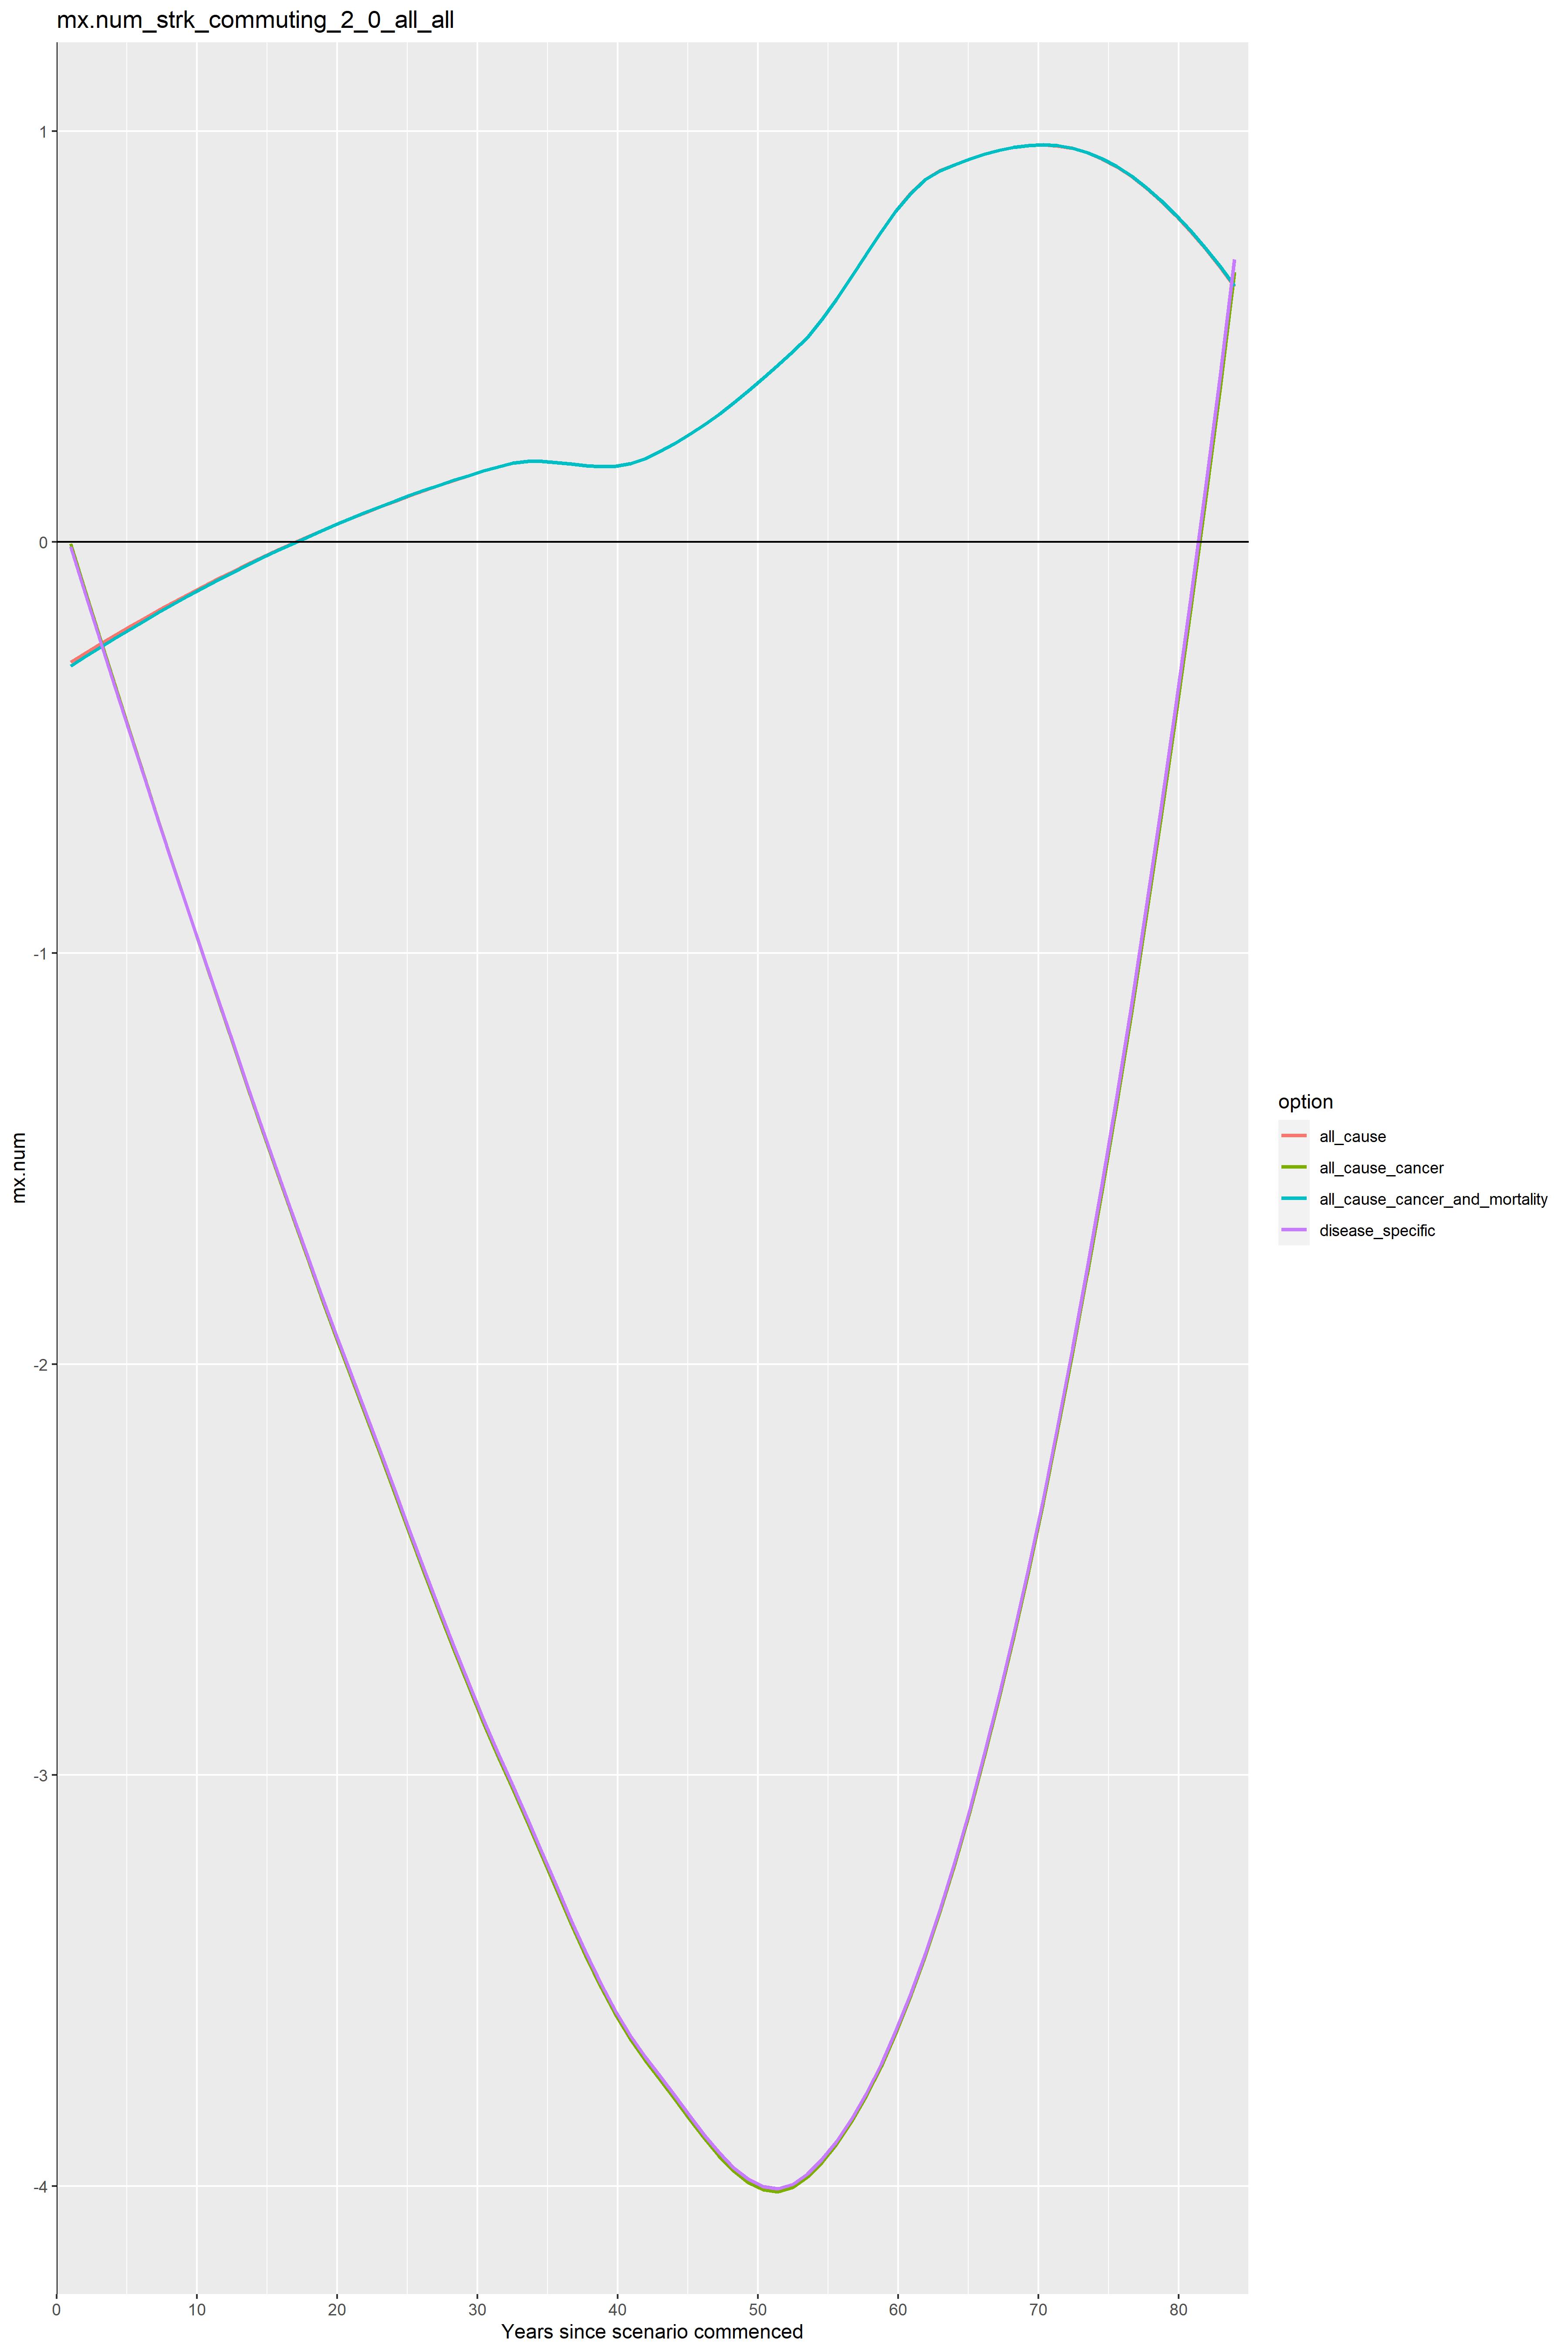 mx.num_strk_commuting_2_0_all_all
1
0
-1
-2
-3
-4
mx.num
0 10 20 30 40 50 60 70 80
Years since scenario commenced
option
all_cause
all_cause_cancer
all_cause_cancer_and_mortality
disease_specific